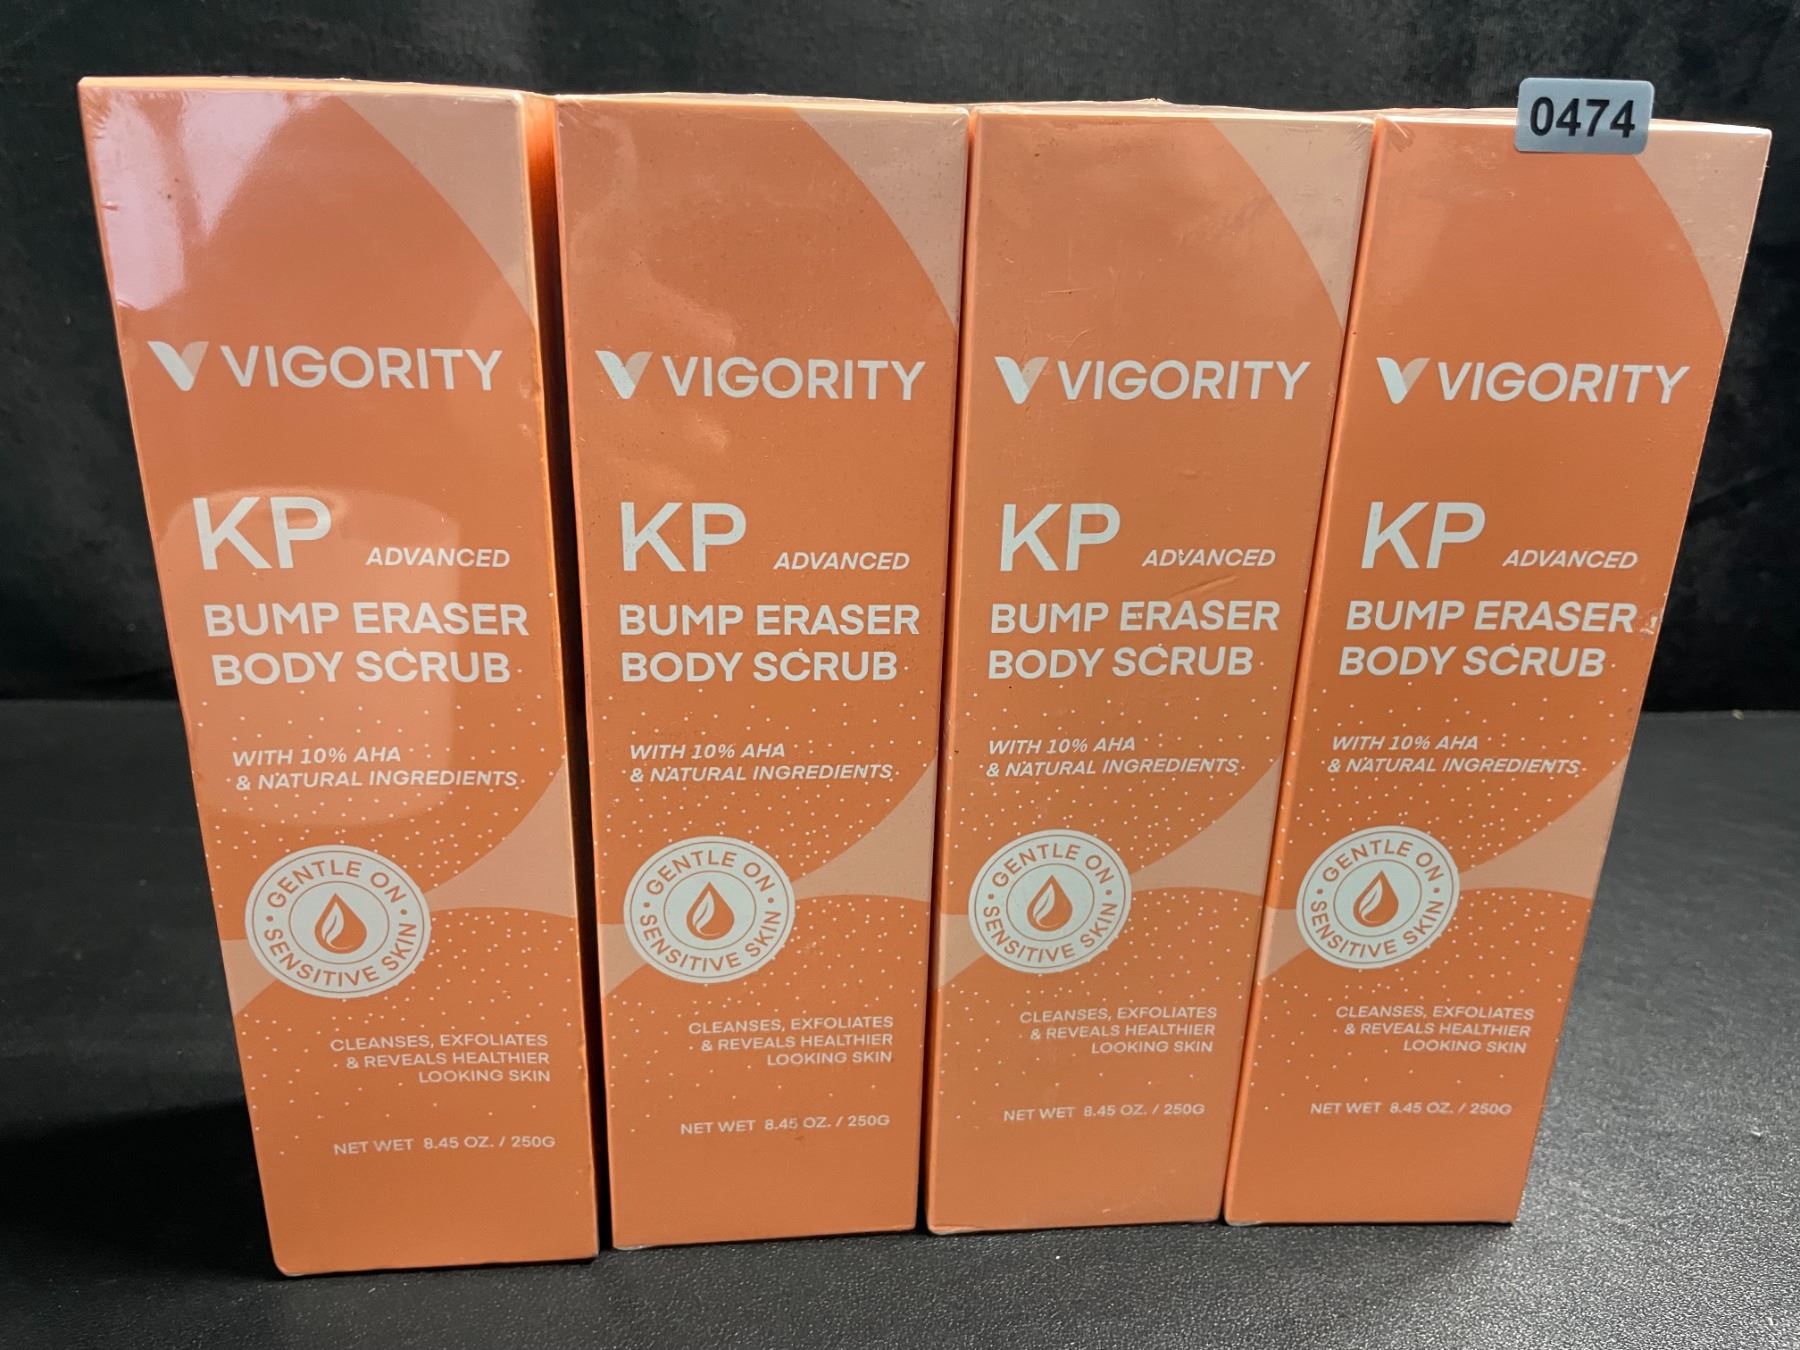 0474
VIGORITY
KP ADVANCED
BUMP ERASER
BODY SCRUB
WITH 10% AHA
& NATURAL INGREDIENTS
GENTLE ON
SENSITIVE SKIN
CLEANSES, EXFOLIATES
& REVEALS HEALTHIER
LOOKING SKIN
NET WET 8.45 OZ. / 250G
VIGORITY
KP ADVANCED
BUMP ERASER
BODY SCRUB
WITH 10% AHA
& NATURAL INGREDIENTS
GENTLE ON
SENSITIVE SKIN
CLEANSES, EXFOLIATES
& REVEALS HEALTHIER
LOOKING SKIN
NET WET 8.45 OZ. / 250G
VIGORITY
KP ADVANCED
BUMP ERASER
BODY SCRUB
WITH 10% AHA
& NATURAL INGREDIENTS
GENTLE ON
SENSITIVE SKIN
CLEANSES, EXFOLIATES
& REVEALS HEALTHIER
LOOKING SKIN
NET WET 8.45 OZ. / 250G
VIGORITY
KP ADVANCED
BUMP ERASER
BODY SCRUB
WITH 10% AHA
& NATURAL INGREDIENTS
GENTLE ON
SENSITIVE SKIN
CLEANSES, EXFOLIATES
& REVEALS HEALTHIER
LOOKING SKIN
NET WET 8.45 OZ. / 250G